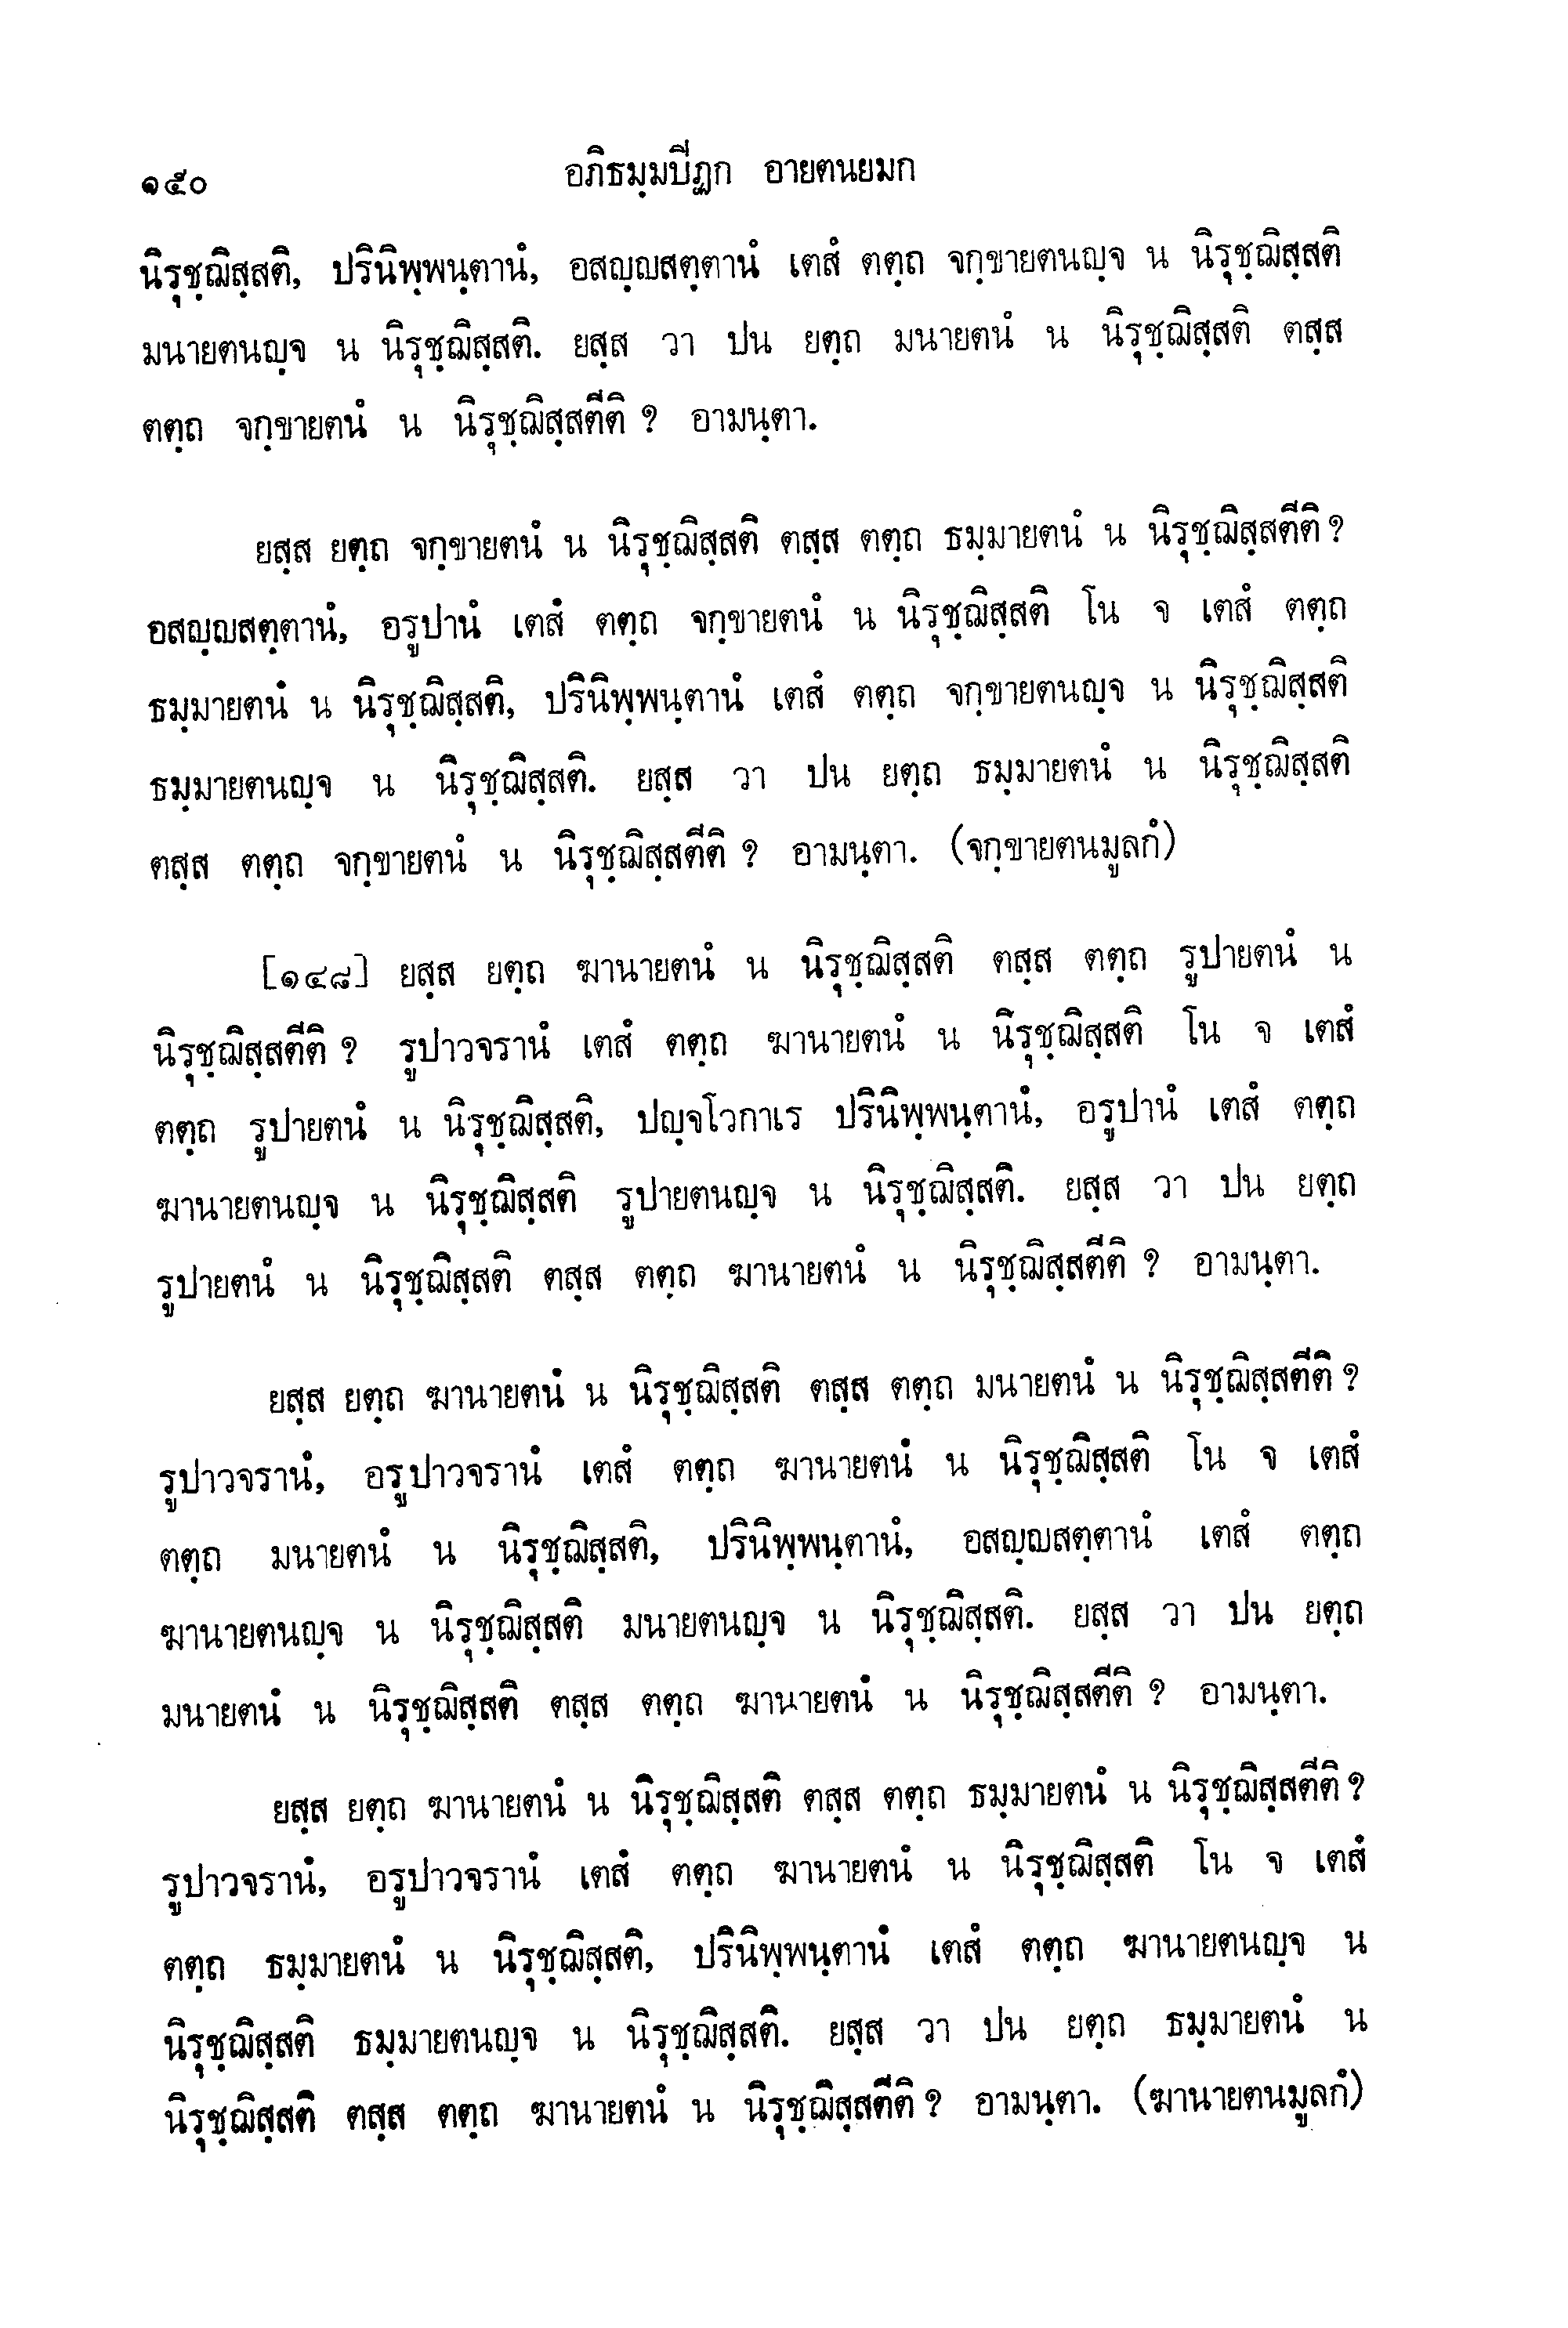 ๑๕๐ อภิธมฺมปีฏก อายตนยมก
นิรุชฺฌิสฺสติ, ปรินิพฺพนฺตานํ, อสญฺญสตฺตานํ เตสํ ตตฺถ จกฺขายตนญฺจ น นิรุชฺฌิสฺสติ
มนายตนญฺจ น นิรุชฺฌิสฺสติ. ยสฺส วา ปน ยตฺถ มนายตนํ น นิรุชฺฌิสฺสติ ตสฺส
ตตฺถ จกฺขายตนํ น นิรุชฺฌิสฺสตีติ ? อามนฺตา.
ยสฺส ยตฺถ จกฺขายตนํ น นิรุชฺฌิสฺสติ ตสฺส ตตฺถ ธมฺมายตนํ น นิรุชฺฌิสฺสตีติ ?
อสญฺญสตฺตานํ, อรูปานํ เตสํ ตตฺถ จกฺขายตนํ น นิรุชฺฌิสฺสติ โน จ เตสํ ตตฺถ
ธมฺมายตนํ น นิรุชฺฌิสฺสติ, ปรินิพฺพนฺตานํ เตสํ ตตฺถ จกฺขายตนญฺจ น นิรุชฺฌิสฺสติ
ธมฺมายตนญฺจ น นิรุชฺฌิสฺสติ. ยสฺส วา ปน ยตฺถ ธมฺมายตนํ น นิรุชฺฌิสฺสติ
ตสฺส ตตฺถ จกฺขายตนํ น นิรุชฺฌิสฺสตีติ ? อามนฺตา. (จกฺขายตนมูลกํ)
[๑๔๘] ยสฺส ยตฺถ ฆานายตนํ น นิรุชฺฌิสฺสติ ตสฺส ตตฺถ รูปายตนํ น
นิรุชฺฌิสฺสตีติ ? รูปาวจรานํ เตสํ ตตฺถ ฆานายตนํ น นิรุชฺฌิสฺสติ โน จ เตสํ
ตตฺถ รูปายตนํ น นิรุชฺฌิสฺสติ, ปญฺจโวกาเร ปรินิพฺพนฺตานํ, อรูปานํ เตสํ ตตฺถ
ฆานายตนญฺจ น นิรุชฺฌิสฺสติ รูปายตนญฺจ น นิรุชฺฌิสฺสติ. ยสฺส วา ปน ยตฺถ
รูปายตนํ น นิรุชฺฌิสฺสติ ตสฺส ตตฺถ ฆานายตนํ น นิรุชฺฌิสฺสตีติ ? อามนฺตา.
ยสฺส ยตฺถ ฆานายตนํ น นิรุชฺฌิสฺสติ ตสฺส ตตฺถ มนายตนํ น นิรุชฺฌิสฺสตีติ ?
รูปาวจรานํ, อรูปาวจรานํ เตสํ ตตฺถ ฆานายตนํ น นิรุชฺฌิสฺสติ โน จ เตสํ
ตตฺถ มนายตนํ น นิรุชฺฌิสฺสติ, ปรินิพฺพนฺตานํ, อสญฺญสตฺตานํ เตสํ ตตฺถ
ฆานายตนญฺจ น นิรุชฺฌิสฺสติ มนายตนญฺจ น นิรุชฺฌิสฺสติ. ยสฺส วา ปน ยตฺถ
มนายตนํ น นิรุชฺฌิสฺสติ ตสฺส ตตฺถ ฆานายตนํ น นิรุชฺฌิสฺสตีติ ? อามนฺตา.
ยสฺส ยตฺถ ฆานายตนํ น นิรุชฺฌิสฺสติ ตสฺส ตตฺถ ธมฺมายตนํ น นิรุชฺฌิสฺสตีติ ?
รูปาวจรานํ, อรูปาวจรานํ เตสํ ตตฺถ ฆานายตนํ น นิรุชฺฌิสฺสติ โน จ เตสํ
ตตฺถ ธมฺมายตนํ น นิรุชฺฌิสฺสติ, ปรินิพฺพนฺตานํ เตสํ ตตฺถ ฆานายตนญฺจ น
นิรุชฺฌิสฺสติ ธมฺมายตนญฺจ น นิรุชฺฌิสฺสติ. ยสฺส วา ปน ยตฺถ ธมฺมายตนํ น
นิรุชฺฌิสฺสติ ตสฺส ตตฺถ ฆานายตนํ น นิรุชฺฌิสฺสตีติ ? อามนฺตา. (ฆานายตนมูลกํ)